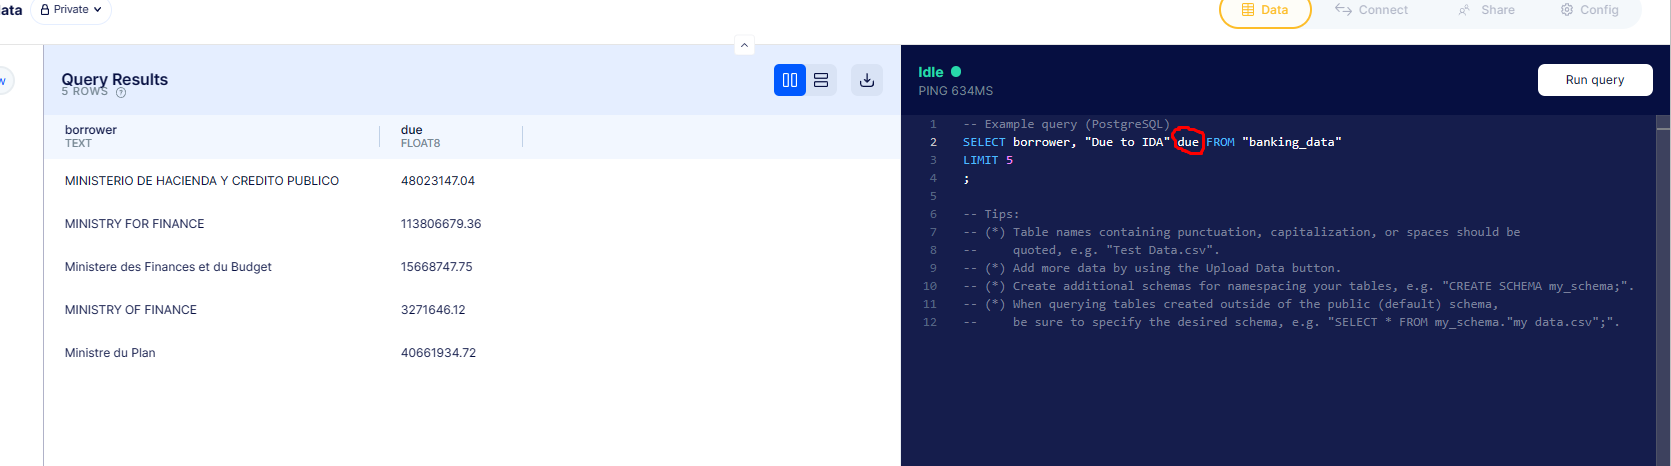 Private
Data
Connect
Share
Config
Query Results
5 ROWS
borrower
TEXT
due
FLOAT8
MINISTERIO DE HACIENDA Y CREDITO PUBLICO 48023147.04
MINISTRY FOR FINANCE 113806679.36
Ministere des Finances et du Budget 15668747.75
MINISTRY OF FINANCE 3271646.12
Ministre du Plan 40661934.72
Idle
PING 634MS
Run query
1 -- Example query (PostgreSQL)
2 SELECT borrower, "Due to IDA" due FROM "banking_data"
3 LIMIT 5
4 ;
5
6 -- Tips:
7 -- (*) Table names containing punctuation, capitalization, or spaces should be
8 -- quoted, e.g. "Test Data.csv".
9 -- (*) Add more data by using the Upload Data button.
10 -- (*) Create additional schemas for namespacing your tables, e.g. "CREATE SCHEMA my_schema;".
11 -- (*) When querying tables created outside of the public (default) schema,
12 -- be sure to specify the desired schema, e.g. "SELECT * FROM my_schema."my data.csv";".